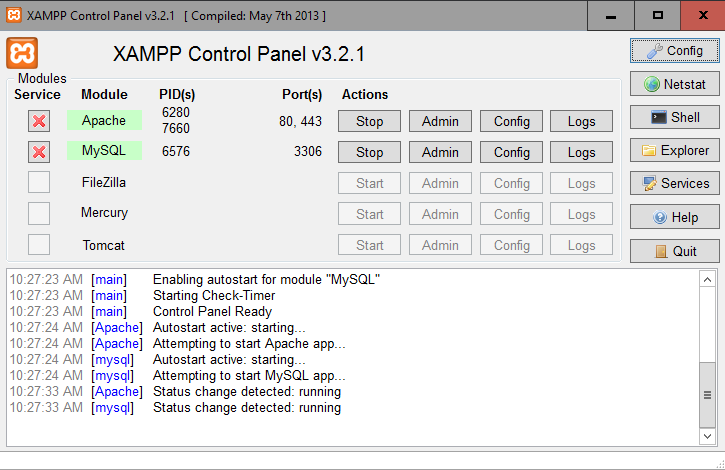 XAMPP Control Panel v3.2.1 [ Compiled: May 7th 2013 ]
XAMPP Control Panel v3.2.1
Config
Modules
Service Module PID(s) Port(s) Actions
Apache 6280 7660 80, 443 Stop Admin Config Logs
MySQL 6576 3306 Stop Admin Config Logs
FileZilla Start Admin Config Logs
Mercury Start Admin Config Logs
Tomcat Start Admin Config Logs
Netstat
Shell
Explorer
Services
Help
Quit
10:27:23 AM [main] Enabling autostart for module "MySQL"
10:27:23 AM [main] Starting Check-Timer
10:27:23 AM [main] Control Panel Ready
10:27:24 AM [Apache] Autostart active: starting...
10:27:24 AM [Apache] Attempting to start Apache app...
10:27:24 AM [mysql] Autostart active: starting...
10:27:24 AM [mysql] Attempting to start MySQL app...
10:27:33 AM [Apache] Status change detected: running
10:27:33 AM [mysql] Status change detected: running